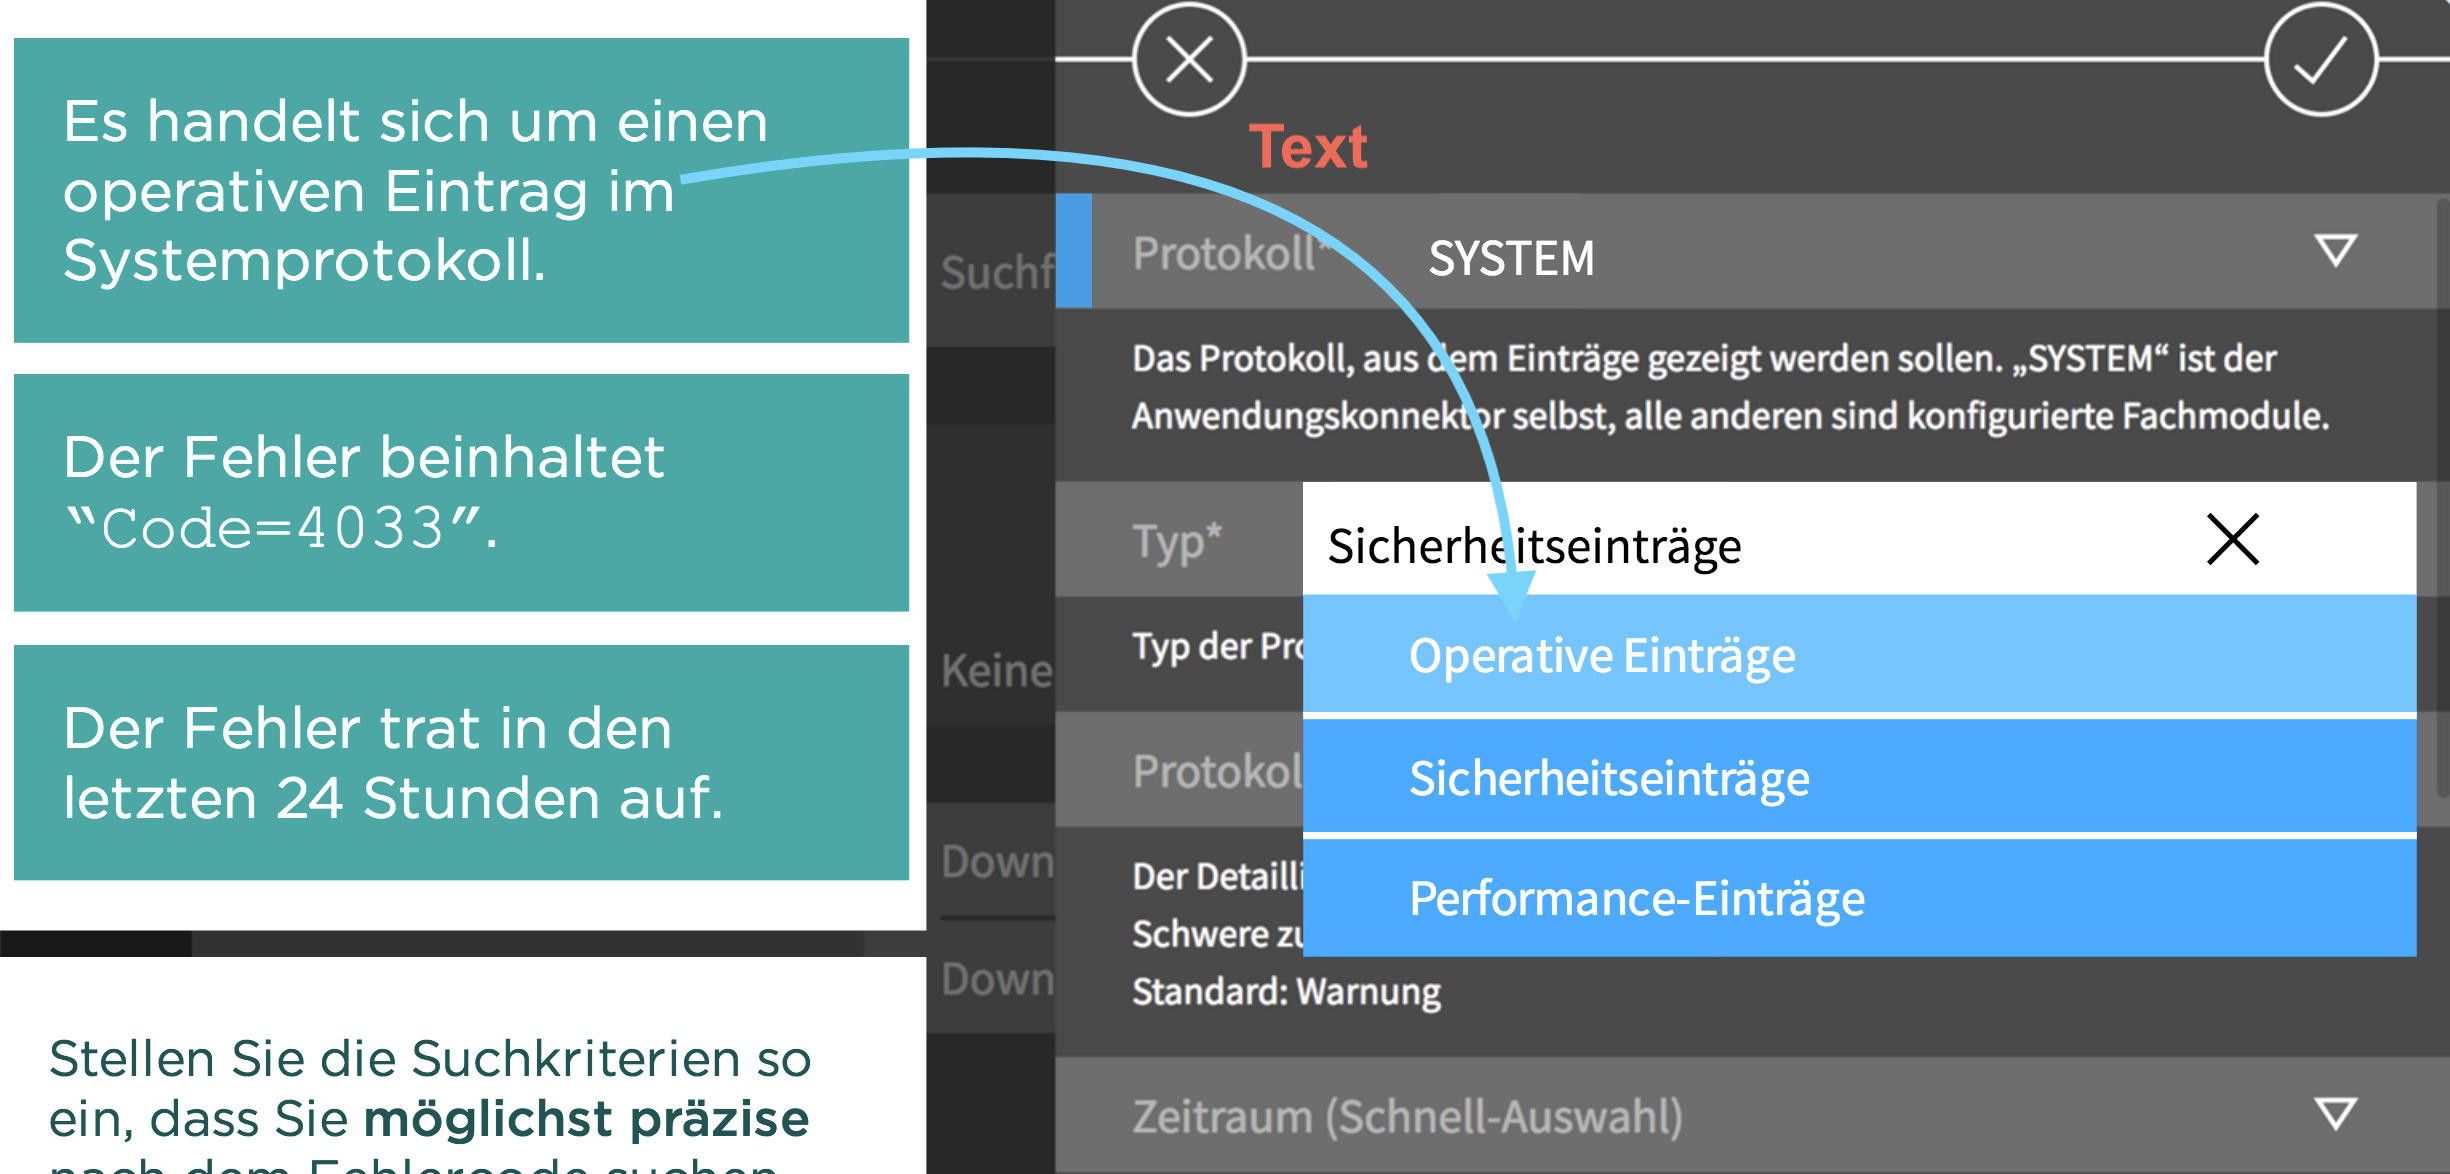 Es handelt sich um einen
operativen Eintrag im
Systemprotokoll.
Der Fehler beinhaltet
"Code=4033".
Der Fehler trat in den
letzten 24 Stunden auf.
Stellen Sie die Suchkriterien so
ein, dass Sie möglichst präzise
nach dem Fehlercode suchen
Suchf
Keine
Down
Down
Text
Protokoll* SYSTEM
Das Protokoll, aus dem Einträge gezeigt werden sollen. „SYSTEM“ ist der
Anwendungskonnektor selbst, alle anderen sind konfigurierte Fachmodule.
Typ* Sicherheitseinträge
Operative Einträge
Typ der Pro
Sicherheitseinträge
Protokol
Performance-Einträge
Der Detailli
Schwere zu
Standard: Warnung
Zeitraum (Schnell-Auswahl)